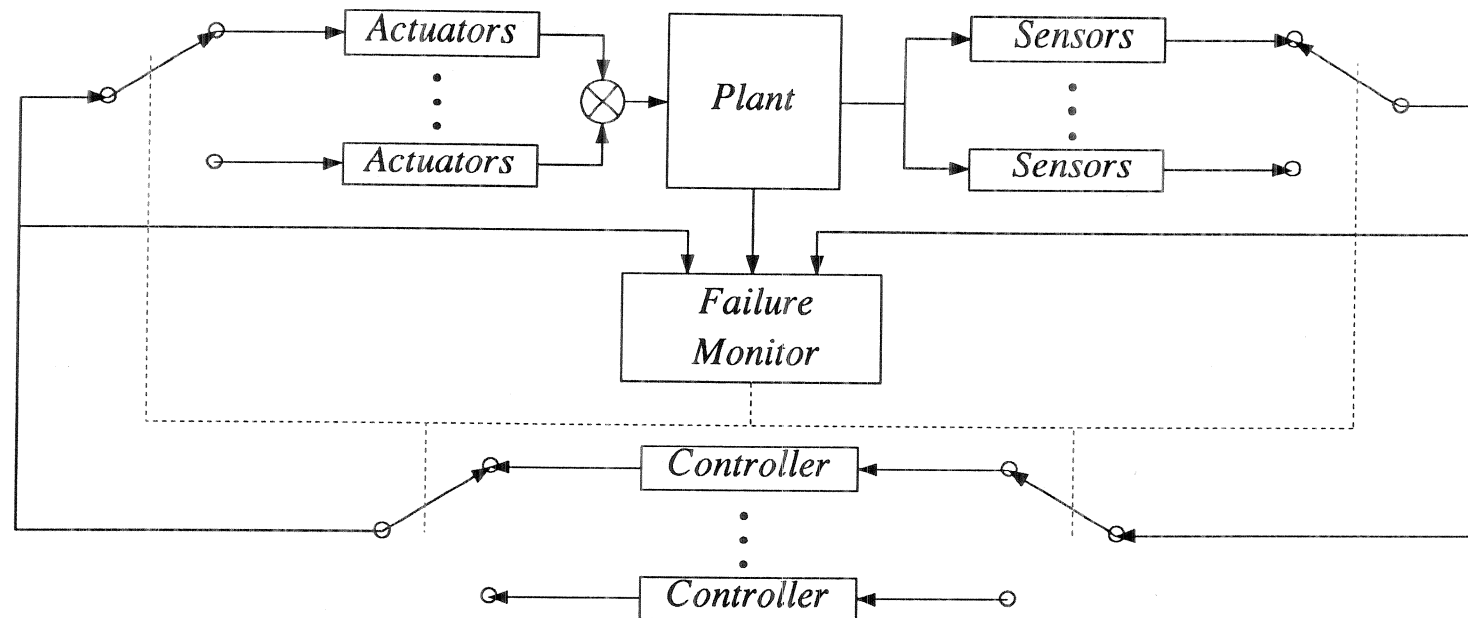 Actuators
Sensors
Plant
Actuators
Sensors
Failure
Monitor
Controller
Controller